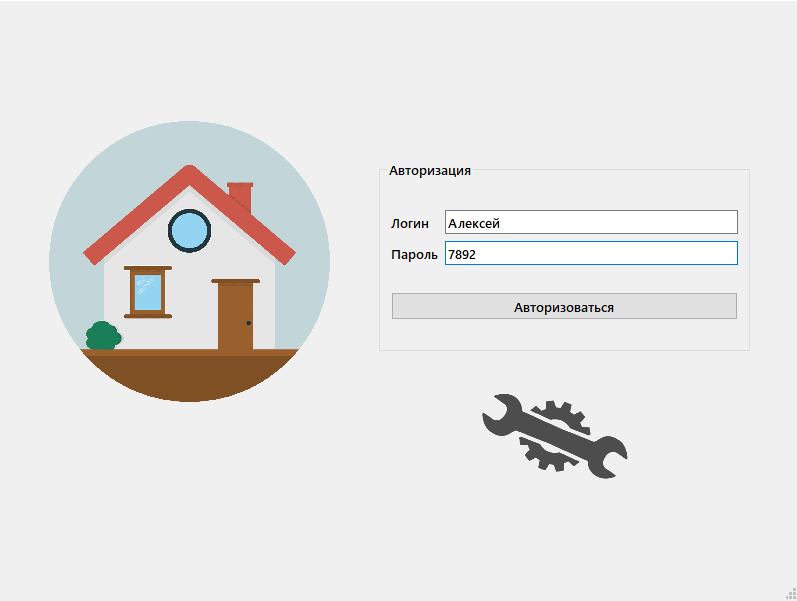 Авторизация
Логин Алексей
Пароль 7892
Авторизоваться